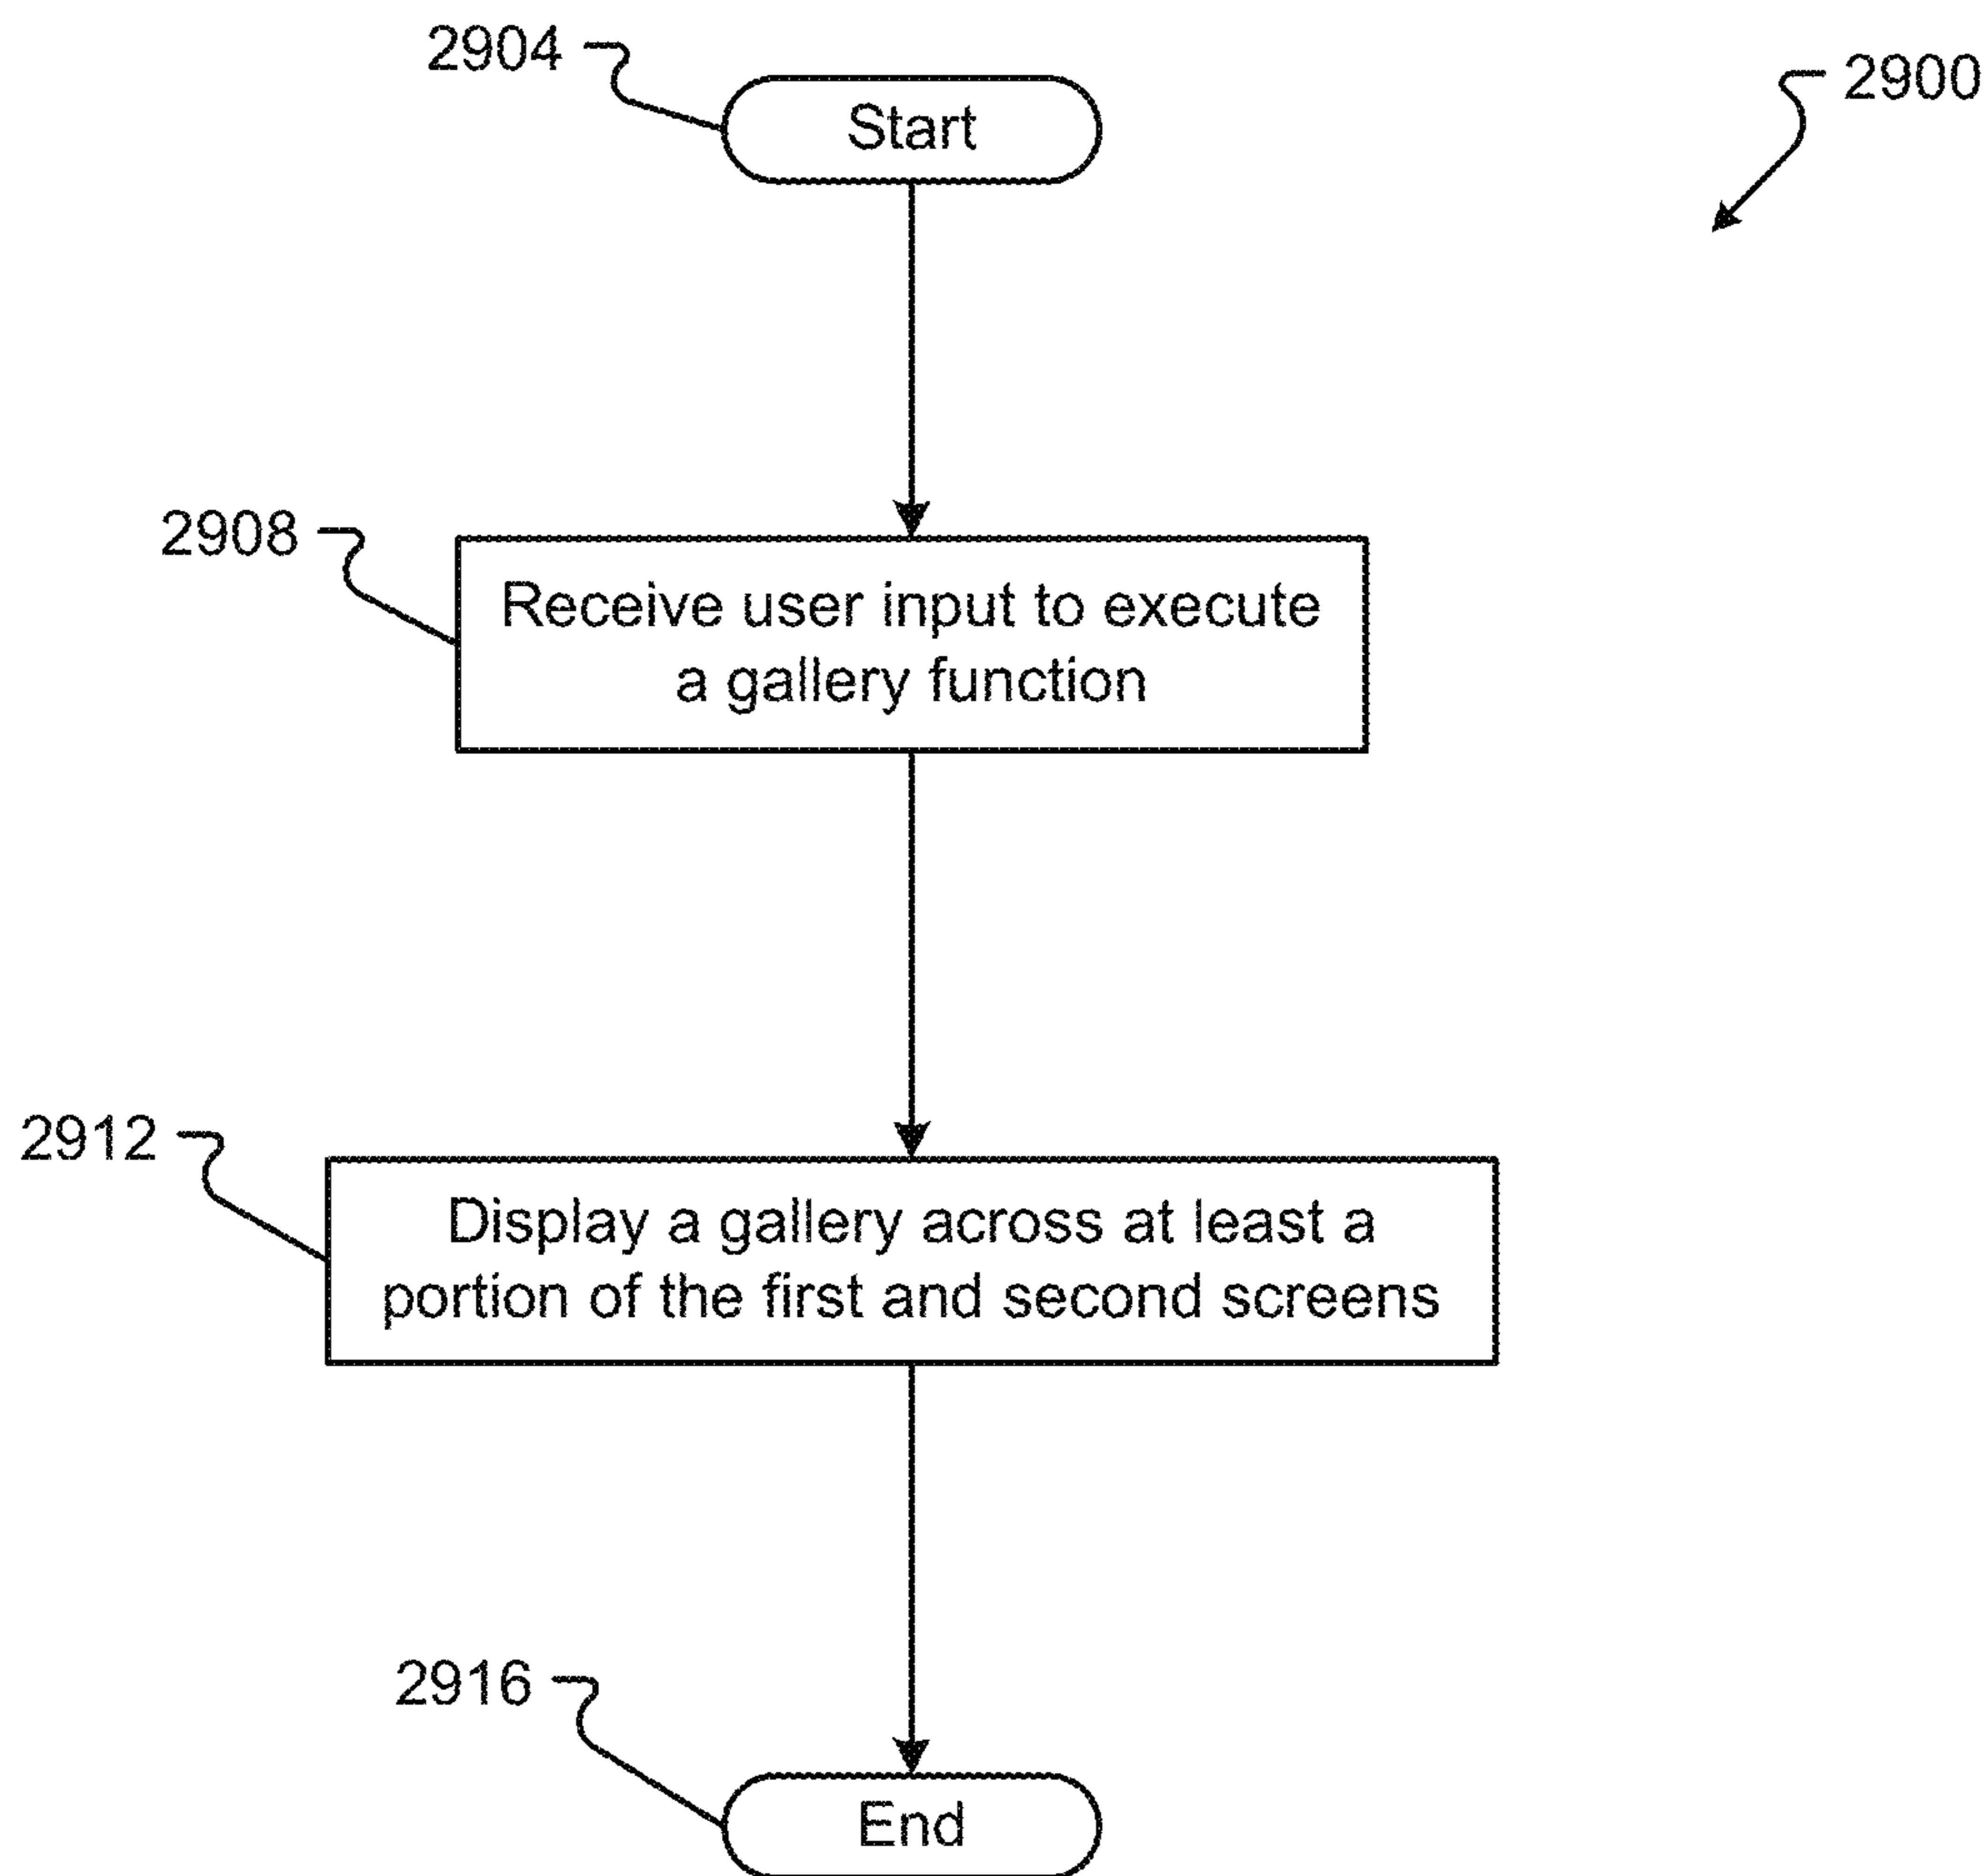 2904
Start
2900
2908
Receive user input to execute
a gallery function
2912
Display a gallery across at least a
portion of the first and second screens
2916
End